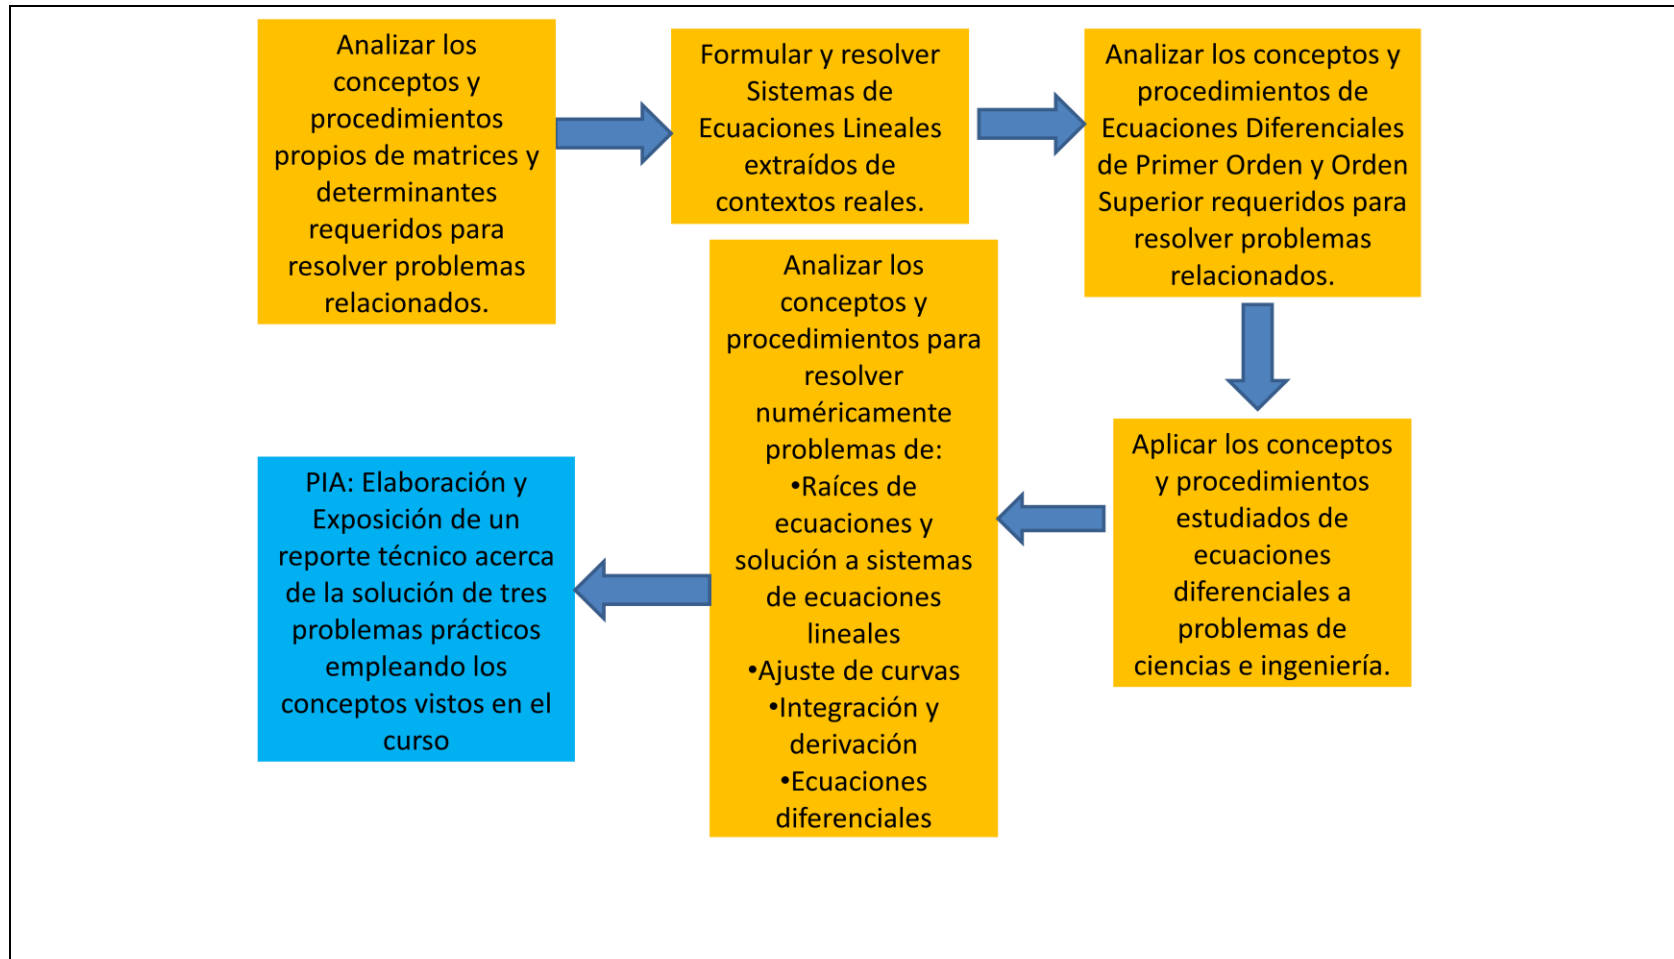 Analizar los
conceptos y
procedimientos
propios de matrices y
determinantes
requeridos para
resolver problemas
relacionados.
Formular y resolver
Sistemas de
Ecuaciones Lineales
extraídos de
contextos reales.
Analizar los conceptos y
procedimientos de
Ecuaciones Diferenciales
de Primer Orden y Orden
Superior requeridos para
resolver problemas
relacionados.
Aplicar los conceptos
y procedimientos
estudiados de
ecuaciones
diferenciales a
problemas de
ciencias e ingeniería.
Analizar los
conceptos y
procedimientos para
resolver
numéricamente
problemas de:
•Raíces de
ecuaciones y
solución a sistemas
de ecuaciones
lineales
•Ajuste de curvas
•Integración y
derivación
•Ecuaciones
diferenciales
PIA: Elaboración y
Exposición de un
reporte técnico acerca
de la solución de tres
problemas prácticos
empleando los
conceptos vistos en el
curso